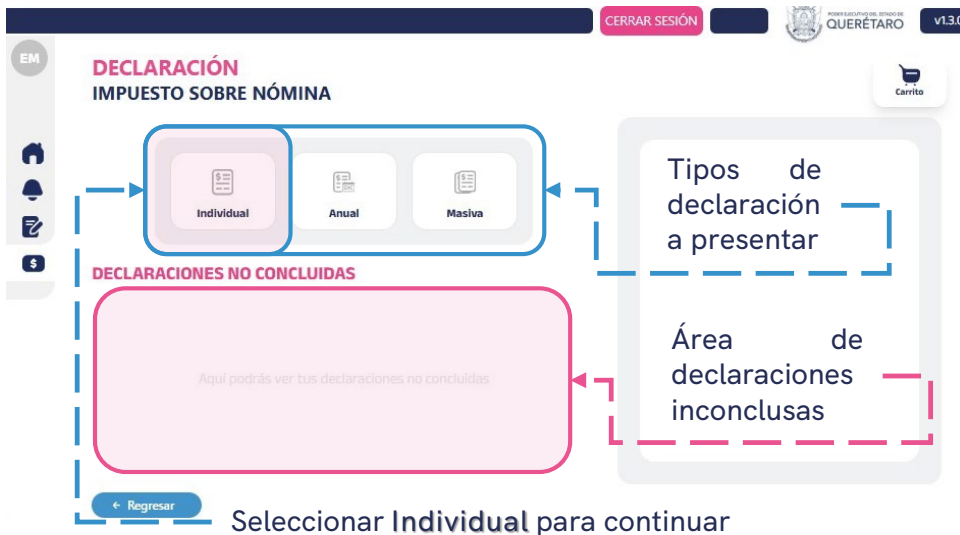 CERRAR SESIÓN
PODER EJECUTIVO DEL ESTADO DE
QUERÉTARO
v1.3.0
EM
DECLARACIÓN
IMPUESTO SOBRE NÓMINA
Carrito
Individual
Anual
Masiva
Tipos de
declaración
a presentar
DECLARACIONES NO CONCLUIDAS
Aquí podrás ver tus declaraciones no concluidas
Área de
declaraciones
inconclusas
← Regresar
Seleccionar Individual para continuar